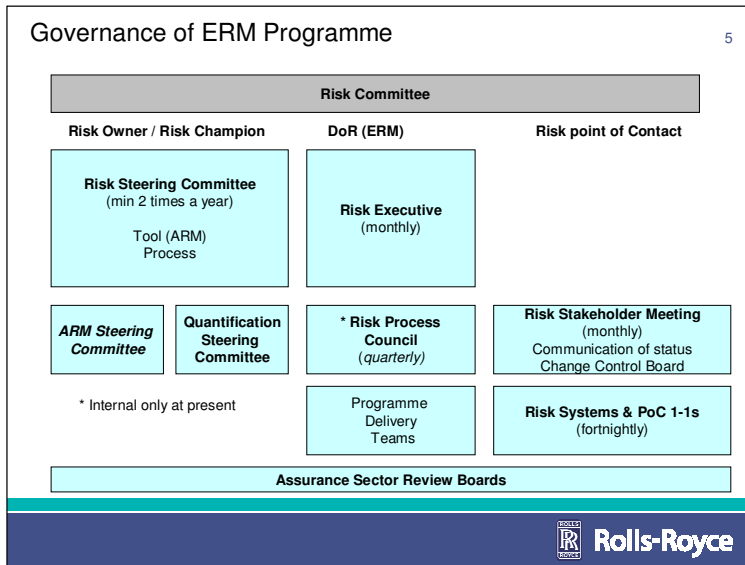 Governance of ERM Programme
5
Risk Committee
Risk Owner / Risk Champion
DoR (ERM)
Risk point of Contact
Risk Steering Committee
(min 2 times a year)
Tool (ARM)
Process
Risk Executive
(monthly)
ARM Steering
Committee
Quantification
Steering
Committee
* Risk Process
Council
(quarterly)
Risk Stakeholder Meeting
(monthly)
Communication of status
Change Control Board
* Internal only at present
Programme
Delivery
Teams
Risk Systems & PoC 1-1s
(fortnightly)
Assurance Sector Review Boards
ROLLS
RR
ROYCE
Rolls-Royce